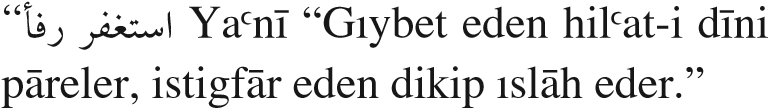 “استغفر رفأ Yaʿnī “Gıybet eden hilʿat-i dīni
pāreler, istigfār eden dikip ıslāh eder.”